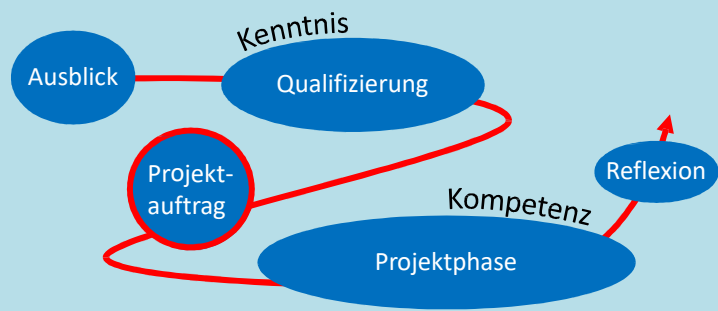 Kenntnis
Ausblick
Qualifizierung
Projekt-
auftrag
Reflexion
Kompetenz
Projektphase